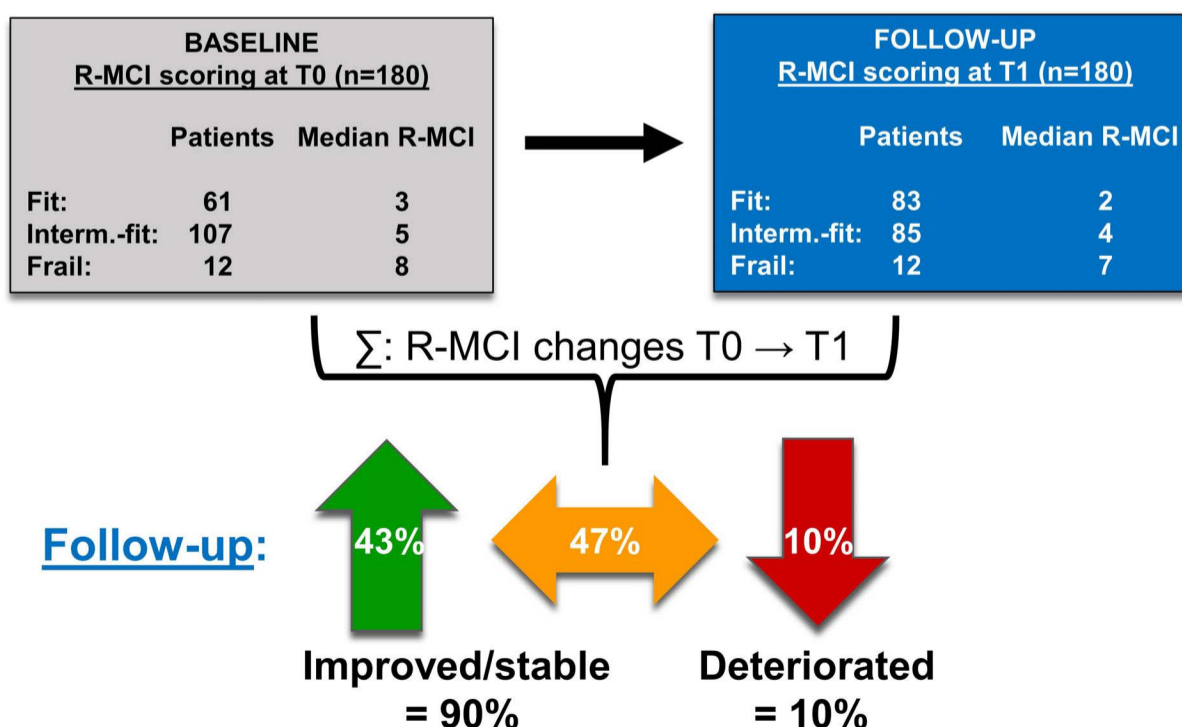 BASELINE
R-MCI scoring at T0 (n=180)
Patients Median R-MCI
Fit: 61 3
Interm.-fit: 107 5
Frail: 12 8
FOLLOW-UP
R-MCI scoring at T1 (n=180)
Patients Median R-MCI
Fit: 83 2
Interm.-fit: 85 4
Frail: 12 7
∑: R-MCI changes T0 → T1
Follow-up: 43% 47% 10%
Improved/stable
= 90%
Deteriorated
= 10%